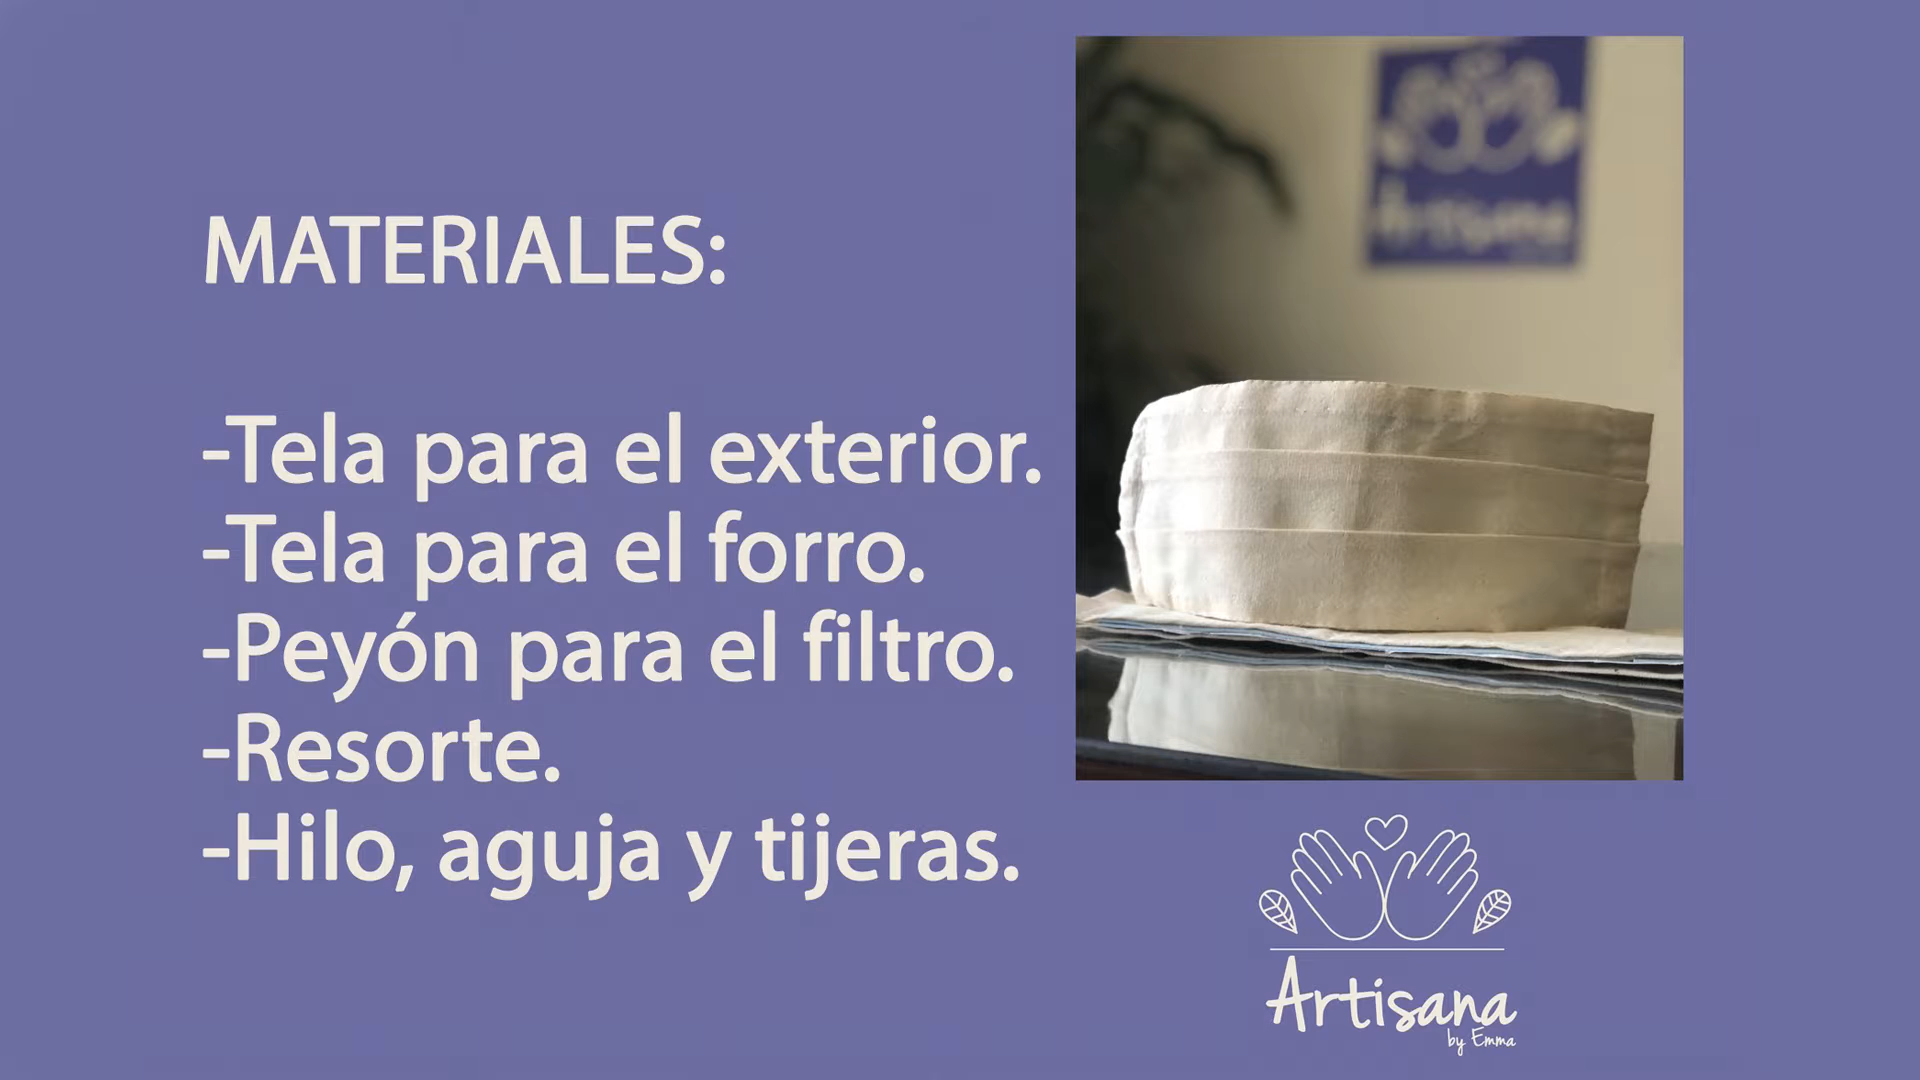 MATERIALES:
-Tela para el exterior.
-Tela para el forro.
-Peyón para el filtro.
-Resorte.
-Hilo, aguja y tijeras.
Artisana
Artisana
by Emma